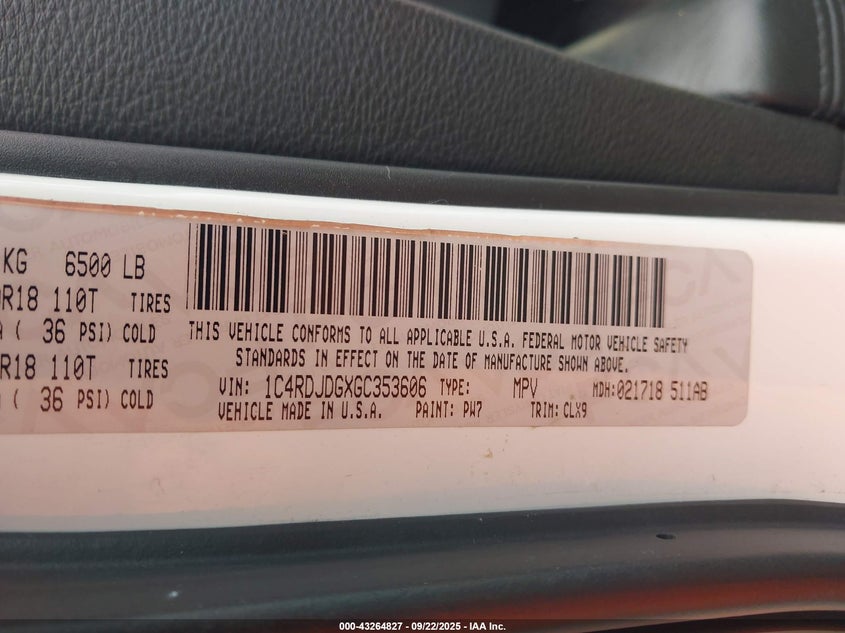 KG 6500 LB
R18 110T TIRES
( 36 PSI) COLD
R18 110T TIRES
( 36 PSI) COLD
THIS VEHICLE CONFORMS TO ALL APPLICABLE U.S.A. FEDERAL MOTOR VEHICLE SAFETY
STANDARDS IN EFFECT ON THE DATE OF MANUFACTURE SHOWN ABOVE.
VIN: 1C4RDJDGXGC353606 TYPE: MPV MDH:021718 511AB
VEHICLE MADE IN U.S.A. PAINT: PW7 TRIM: CLX9
000-43264827 - 09/22/2025 - IAA Inc.